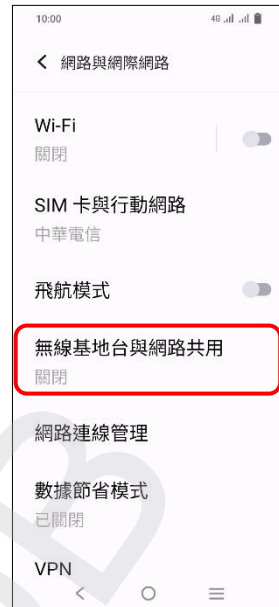 10:00
4G
網路與網際網路
Wi-Fi
關閉
SIM 卡與行動網路
中華電信
飛航模式
無線基地台與網路共用
關閉
網路連線管理
數據節省模式
已關閉
VPN